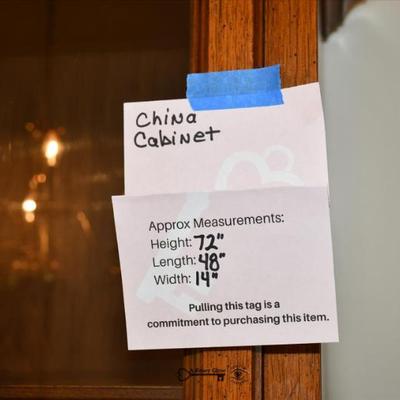 China
Cabinet
Approx Measurements:
Height: 72"
Length: 48"
Width: 14"
Pulling this tag is a
commitment to purchasing this item.